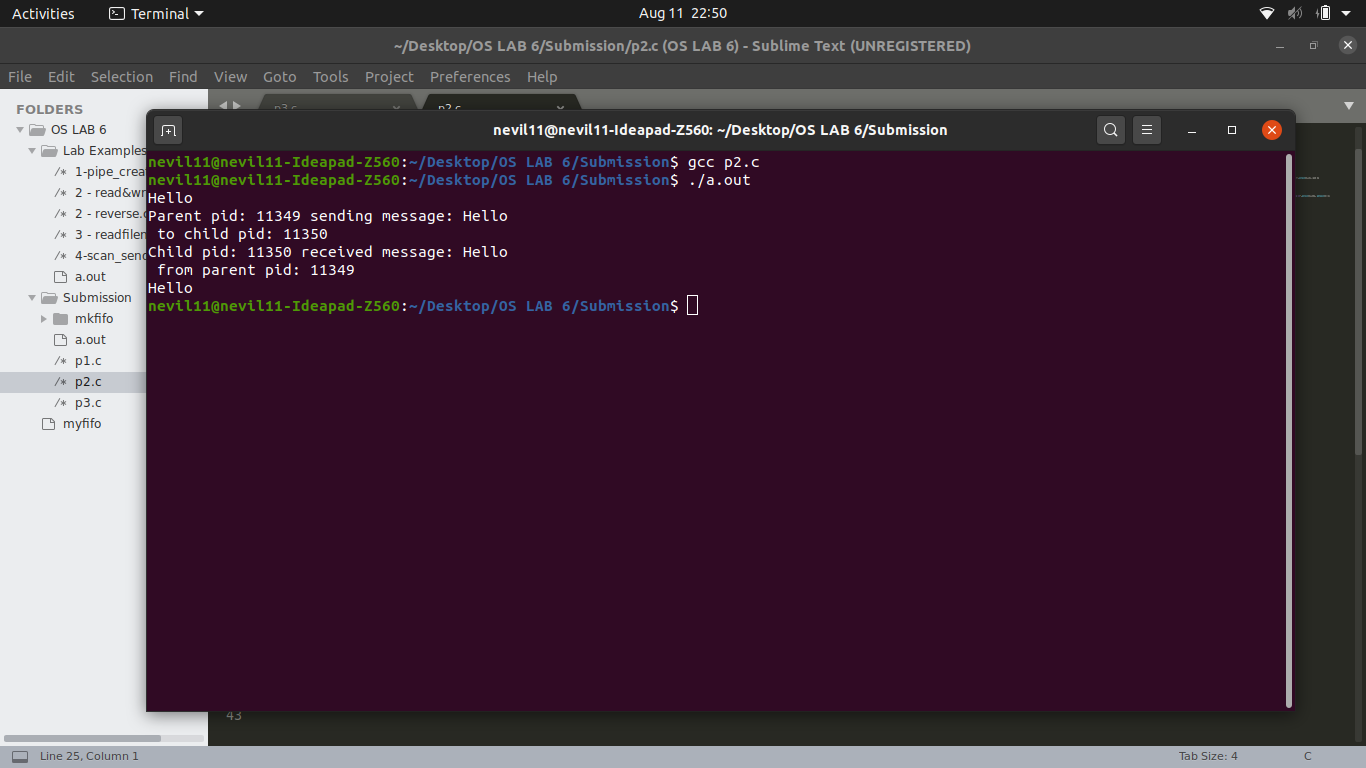 Activities Terminal Aug 11 22:50
~/Desktop/OS LAB 6/Submission/p2.c (OS LAB 6) - Sublime Text (UNREGISTERED)
File Edit Selection Find View Goto Tools Project Preferences Help
FOLDERS
OS LAB 6
Lab Examples
/* 1-pipe_crea
/* 2 - read&wr
/* 2 - reverse.c
/* 3 - readfilen
/* 4-scan_send
a.out
Submission
mkfifo
a.out
/* p1.c
/* p2.c
/* p3.c
myfifo
p3.c p2.c
nevil11@nevil11-Ideapad-Z560: ~/Desktop/OS LAB 6/Submission
nevil11@nevil11-Ideapad-Z560:~/Desktop/OS LAB 6/Submission$ gcc p2.c
nevil11@nevil11-Ideapad-Z560:~/Desktop/OS LAB 6/Submission$ ./a.out
Hello
Parent pid: 11349 sending message: Hello
 to child pid: 11350
Child pid: 11350 received message: Hello
 from parent pid: 11349
Hello
nevil11@nevil11-Ideapad-Z560:~/Desktop/OS LAB 6/Submission$
43
Line 25, Column 1 Tab Size: 4 C